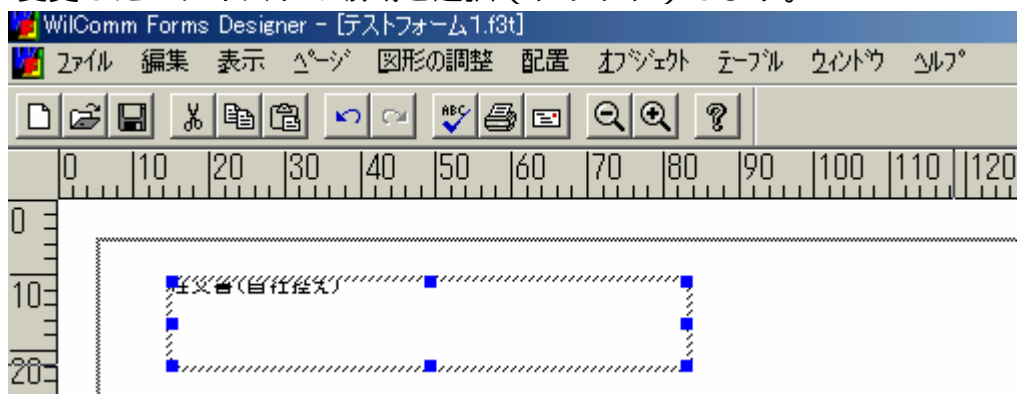 WilComm Forms Designer - [テストフォーム1.f3t]
ファイル 編集 表示 ページ 図形の調整 配置 オブジェクト テーブル ウィンドウ ヘルプ
ABC
0 10 20 30 40 50 60 70 80 90 100 110 120
0
注文書(自社控え)
10
20